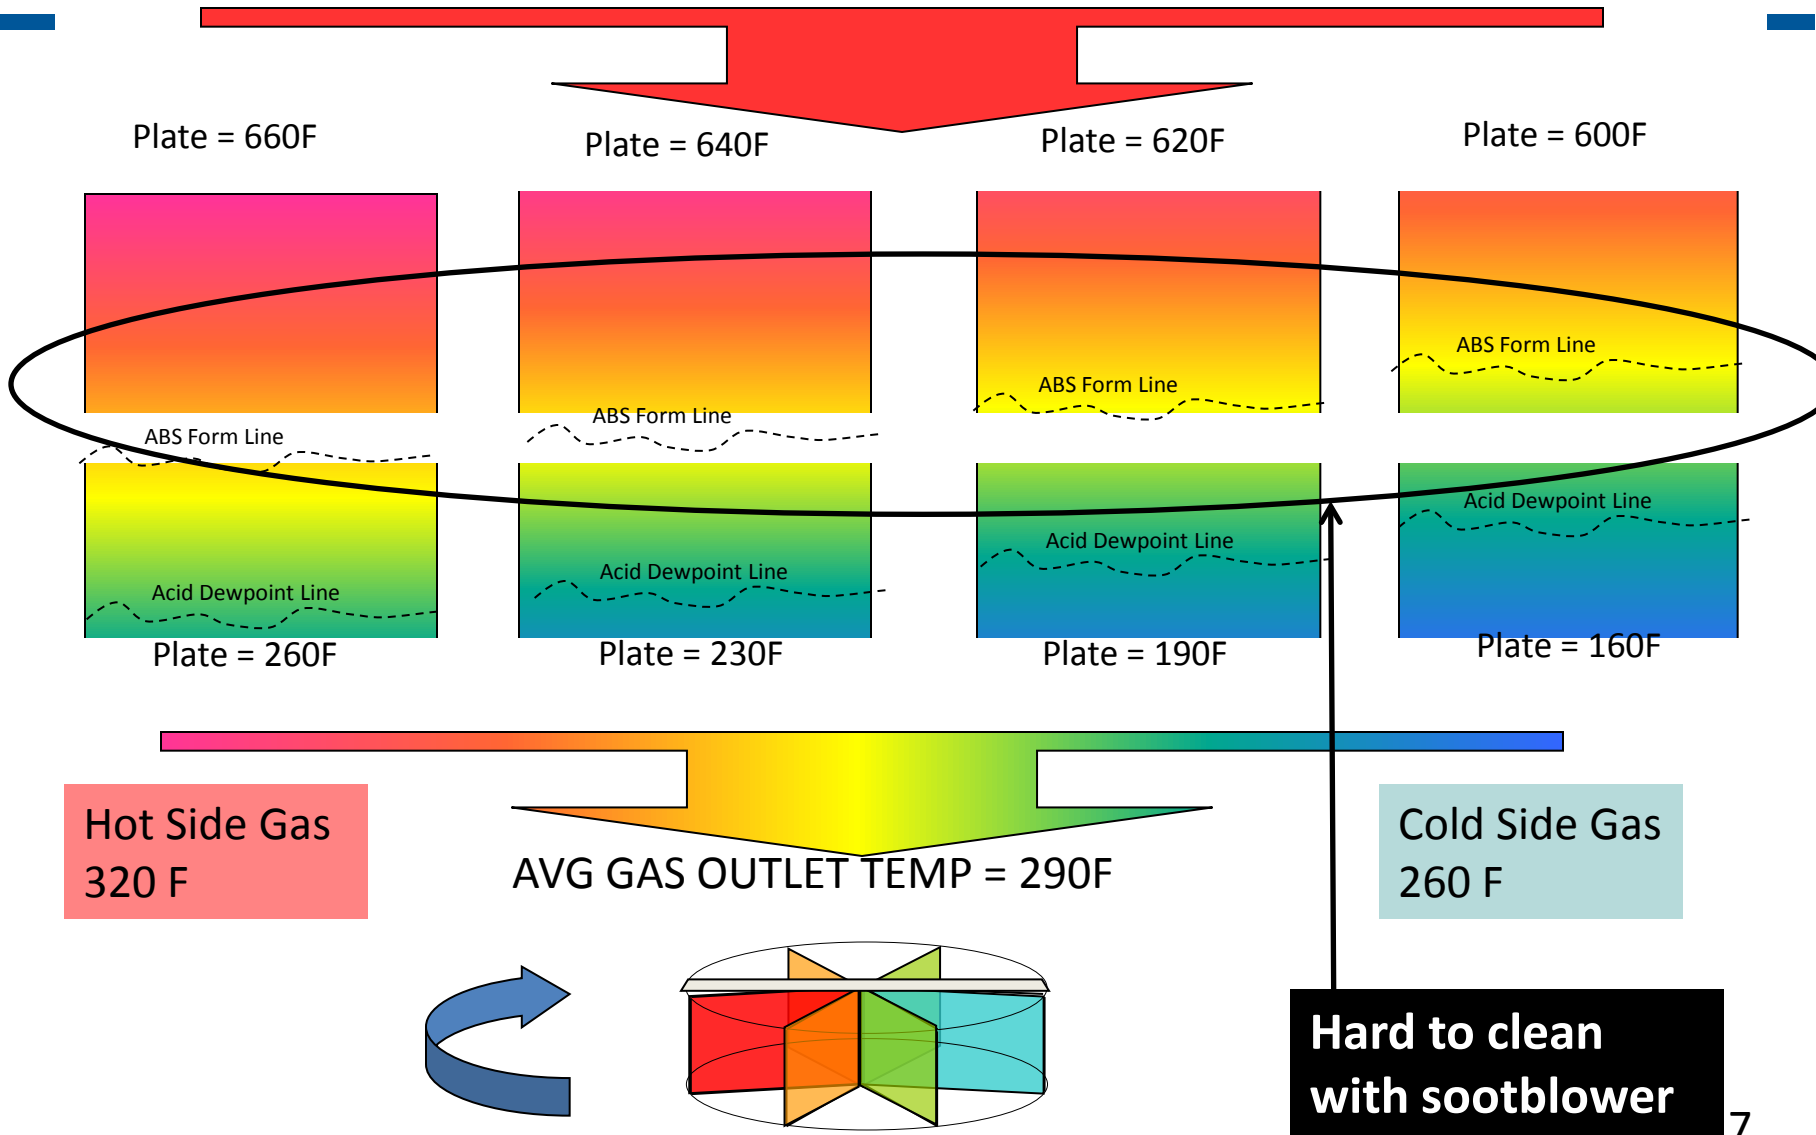 Plate = 660F
Plate = 640F
Plate = 620F
Plate = 600F
ABS Form Line
ABS Form Line
ABS Form Line
ABS Form Line
Acid Dewpoint Line
Acid Dewpoint Line
Acid Dewpoint Line
Acid Dewpoint Line
Plate = 260F
Plate = 230F
Plate = 190F
Plate = 160F
Hot Side Gas
320 F
AVG GAS OUTLET TEMP = 290F
Cold Side Gas
260 F
Hard to clean
with sootblower
7